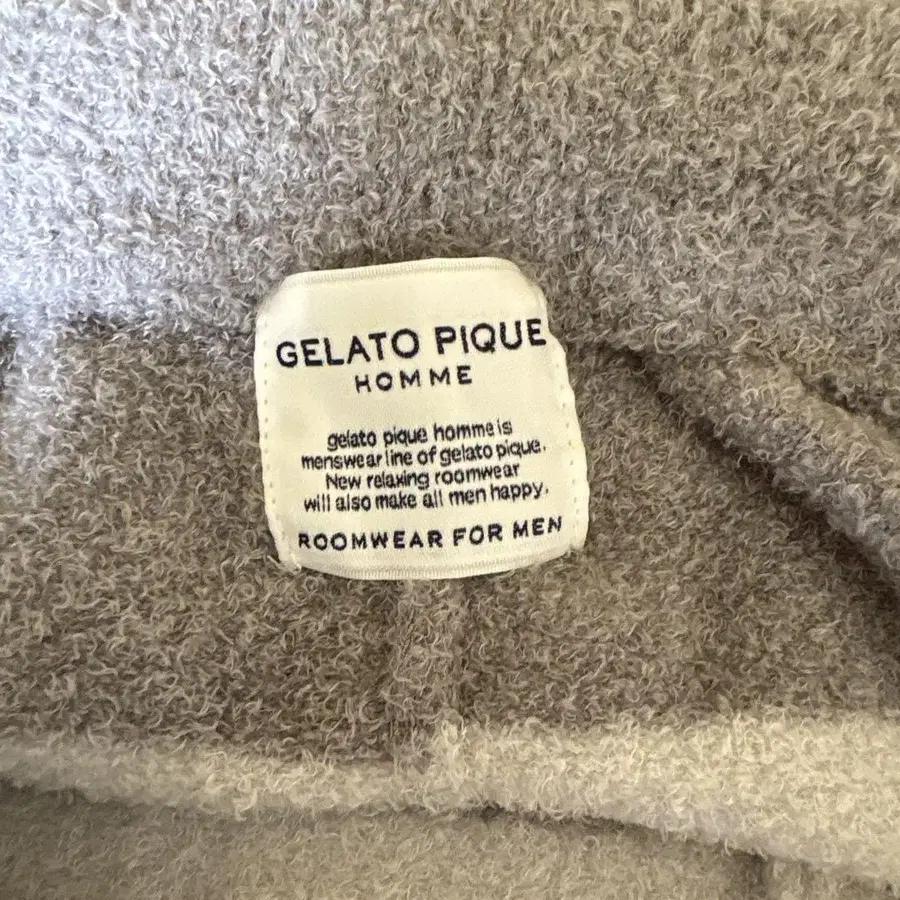 GELATO PIQUE
HOMME
gelato pique homme is
menswear line of gelato pique.
New relaxing roomwear
will also make all men happy.
ROOMWEAR FOR MEN